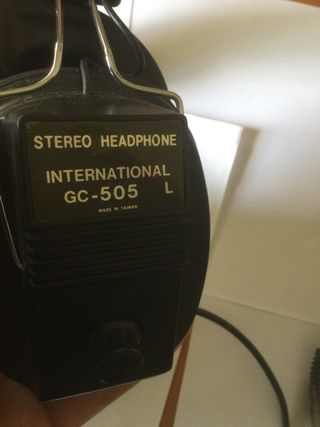 STEREO HEADPHONE
INTERNATIONAL
GC-505 L
MADE IN TAIWAN